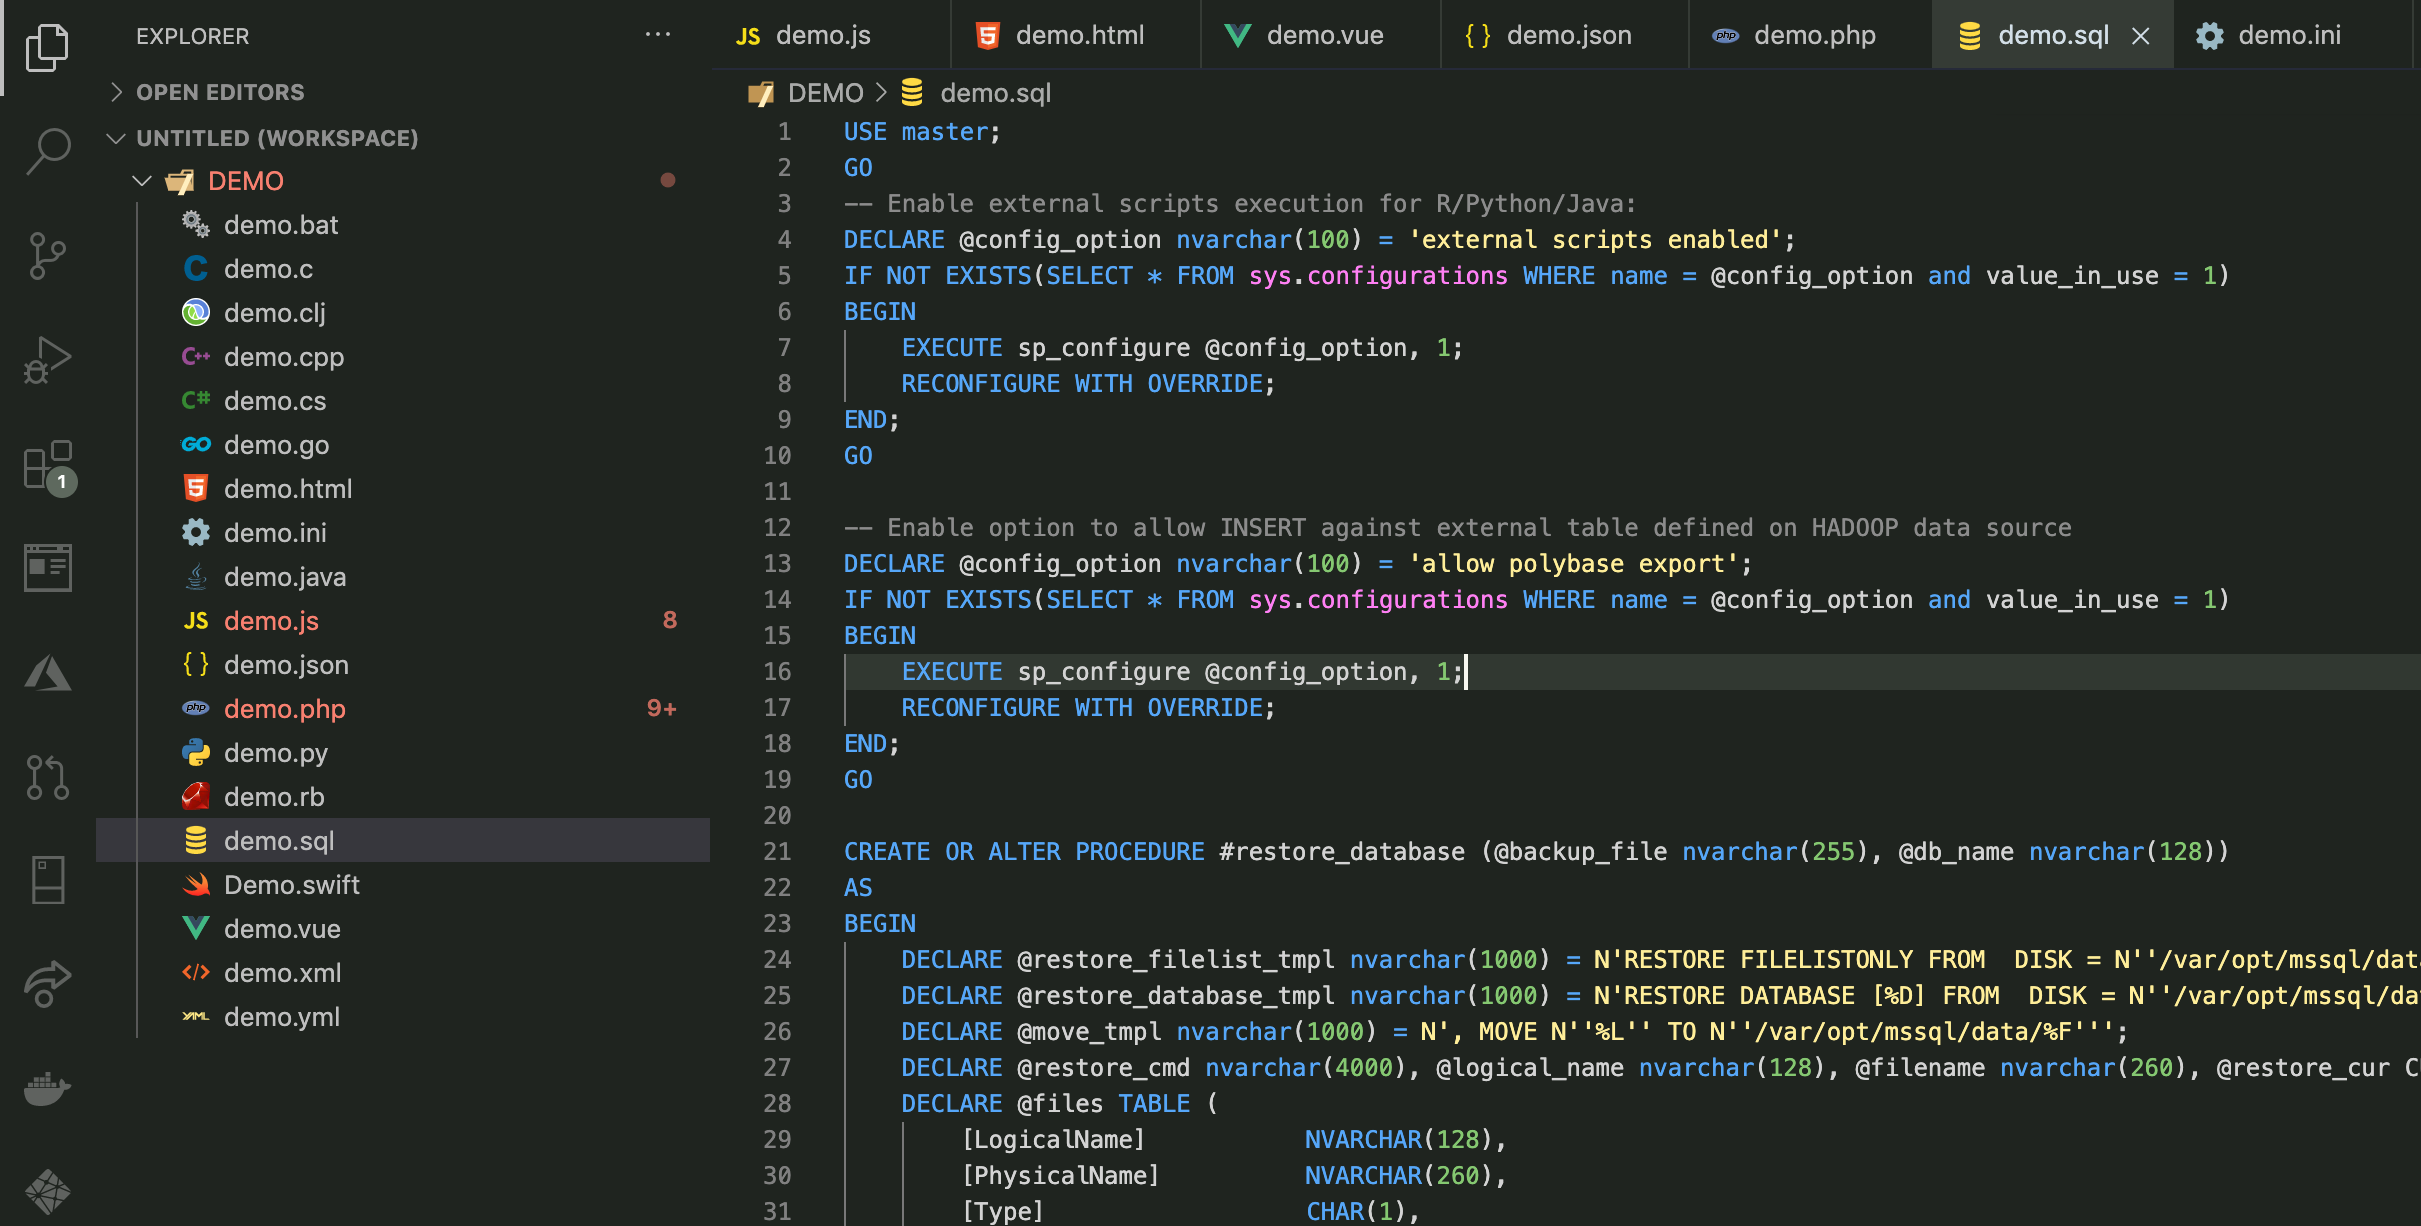 EXPLORER
OPEN EDITORS
UNTITLED (WORKSPACE)
DEMO
demo.bat
demo.c
demo.clj
demo.cpp
demo.cs
demo.go
demo.html
demo.ini
demo.java
demo.js 8
demo.json
demo.php 9+
demo.py
demo.rb
demo.sql
Demo.swift
demo.vue
demo.xml
demo.yml
1
JS demo.js demo.html demo.vue {} demo.json php demo.php demo.sql demo.ini
DEMO > demo.sql
1 USE master;
2 GO
3 -- Enable external scripts execution for R/Python/Java:
4 DECLARE @config_option nvarchar(100) = 'external scripts enabled';
5 IF NOT EXISTS(SELECT * FROM sys.configurations WHERE name = @config_option and value_in_use = 1)
6 BEGIN
7 EXECUTE sp_configure @config_option, 1;
8 RECONFIGURE WITH OVERRIDE;
9 END;
10 GO
11
12 -- Enable option to allow INSERT against external table defined on HADOOP data source
13 DECLARE @config_option nvarchar(100) = 'allow polybase export';
14 IF NOT EXISTS(SELECT * FROM sys.configurations WHERE name = @config_option and value_in_use = 1)
15 BEGIN
16 EXECUTE sp_configure @config_option, 1;
17 RECONFIGURE WITH OVERRIDE;
18 END;
19 GO
20
21 CREATE OR ALTER PROCEDURE #restore_database (@backup_file nvarchar(255), @db_name nvarchar(128))
22 AS
23 BEGIN
24 DECLARE @restore_filelist_tmpl nvarchar(1000) = N'RESTORE FILELISTONLY FROM  DISK = N''/var/opt/mssql/dat
25 DECLARE @restore_database_tmpl nvarchar(1000) = N'RESTORE DATABASE [%D] FROM  DISK = N''/var/opt/mssql/da
26 DECLARE @move_tmpl nvarchar(1000) = N', MOVE N''%L'' TO N''/var/opt/mssql/data/%F''';
27 DECLARE @restore_cmd nvarchar(4000), @logical_name nvarchar(128), @filename nvarchar(260), @restore_cur C
28 DECLARE @files TABLE (
29 [LogicalName] NVARCHAR(128),
30 [PhysicalName] NVARCHAR(260),
31 [Type] CHAR(1),